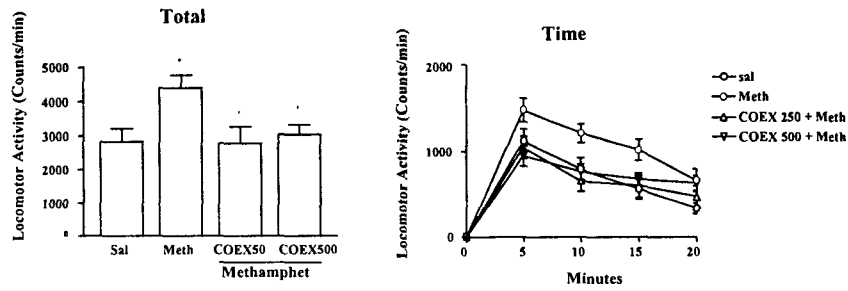 Total
Locomotor Activity (Counts/min)
5000
4000
3000
2000
1000
0
Sal Meth COEX50 COEX500
Methamphet
Time
Locomotor Activity (Counts/min)
2000
1000
0
0 5 10 15 20
Minutes
sal
Meth
COEX 250 + Meth
COEX 500 + Meth